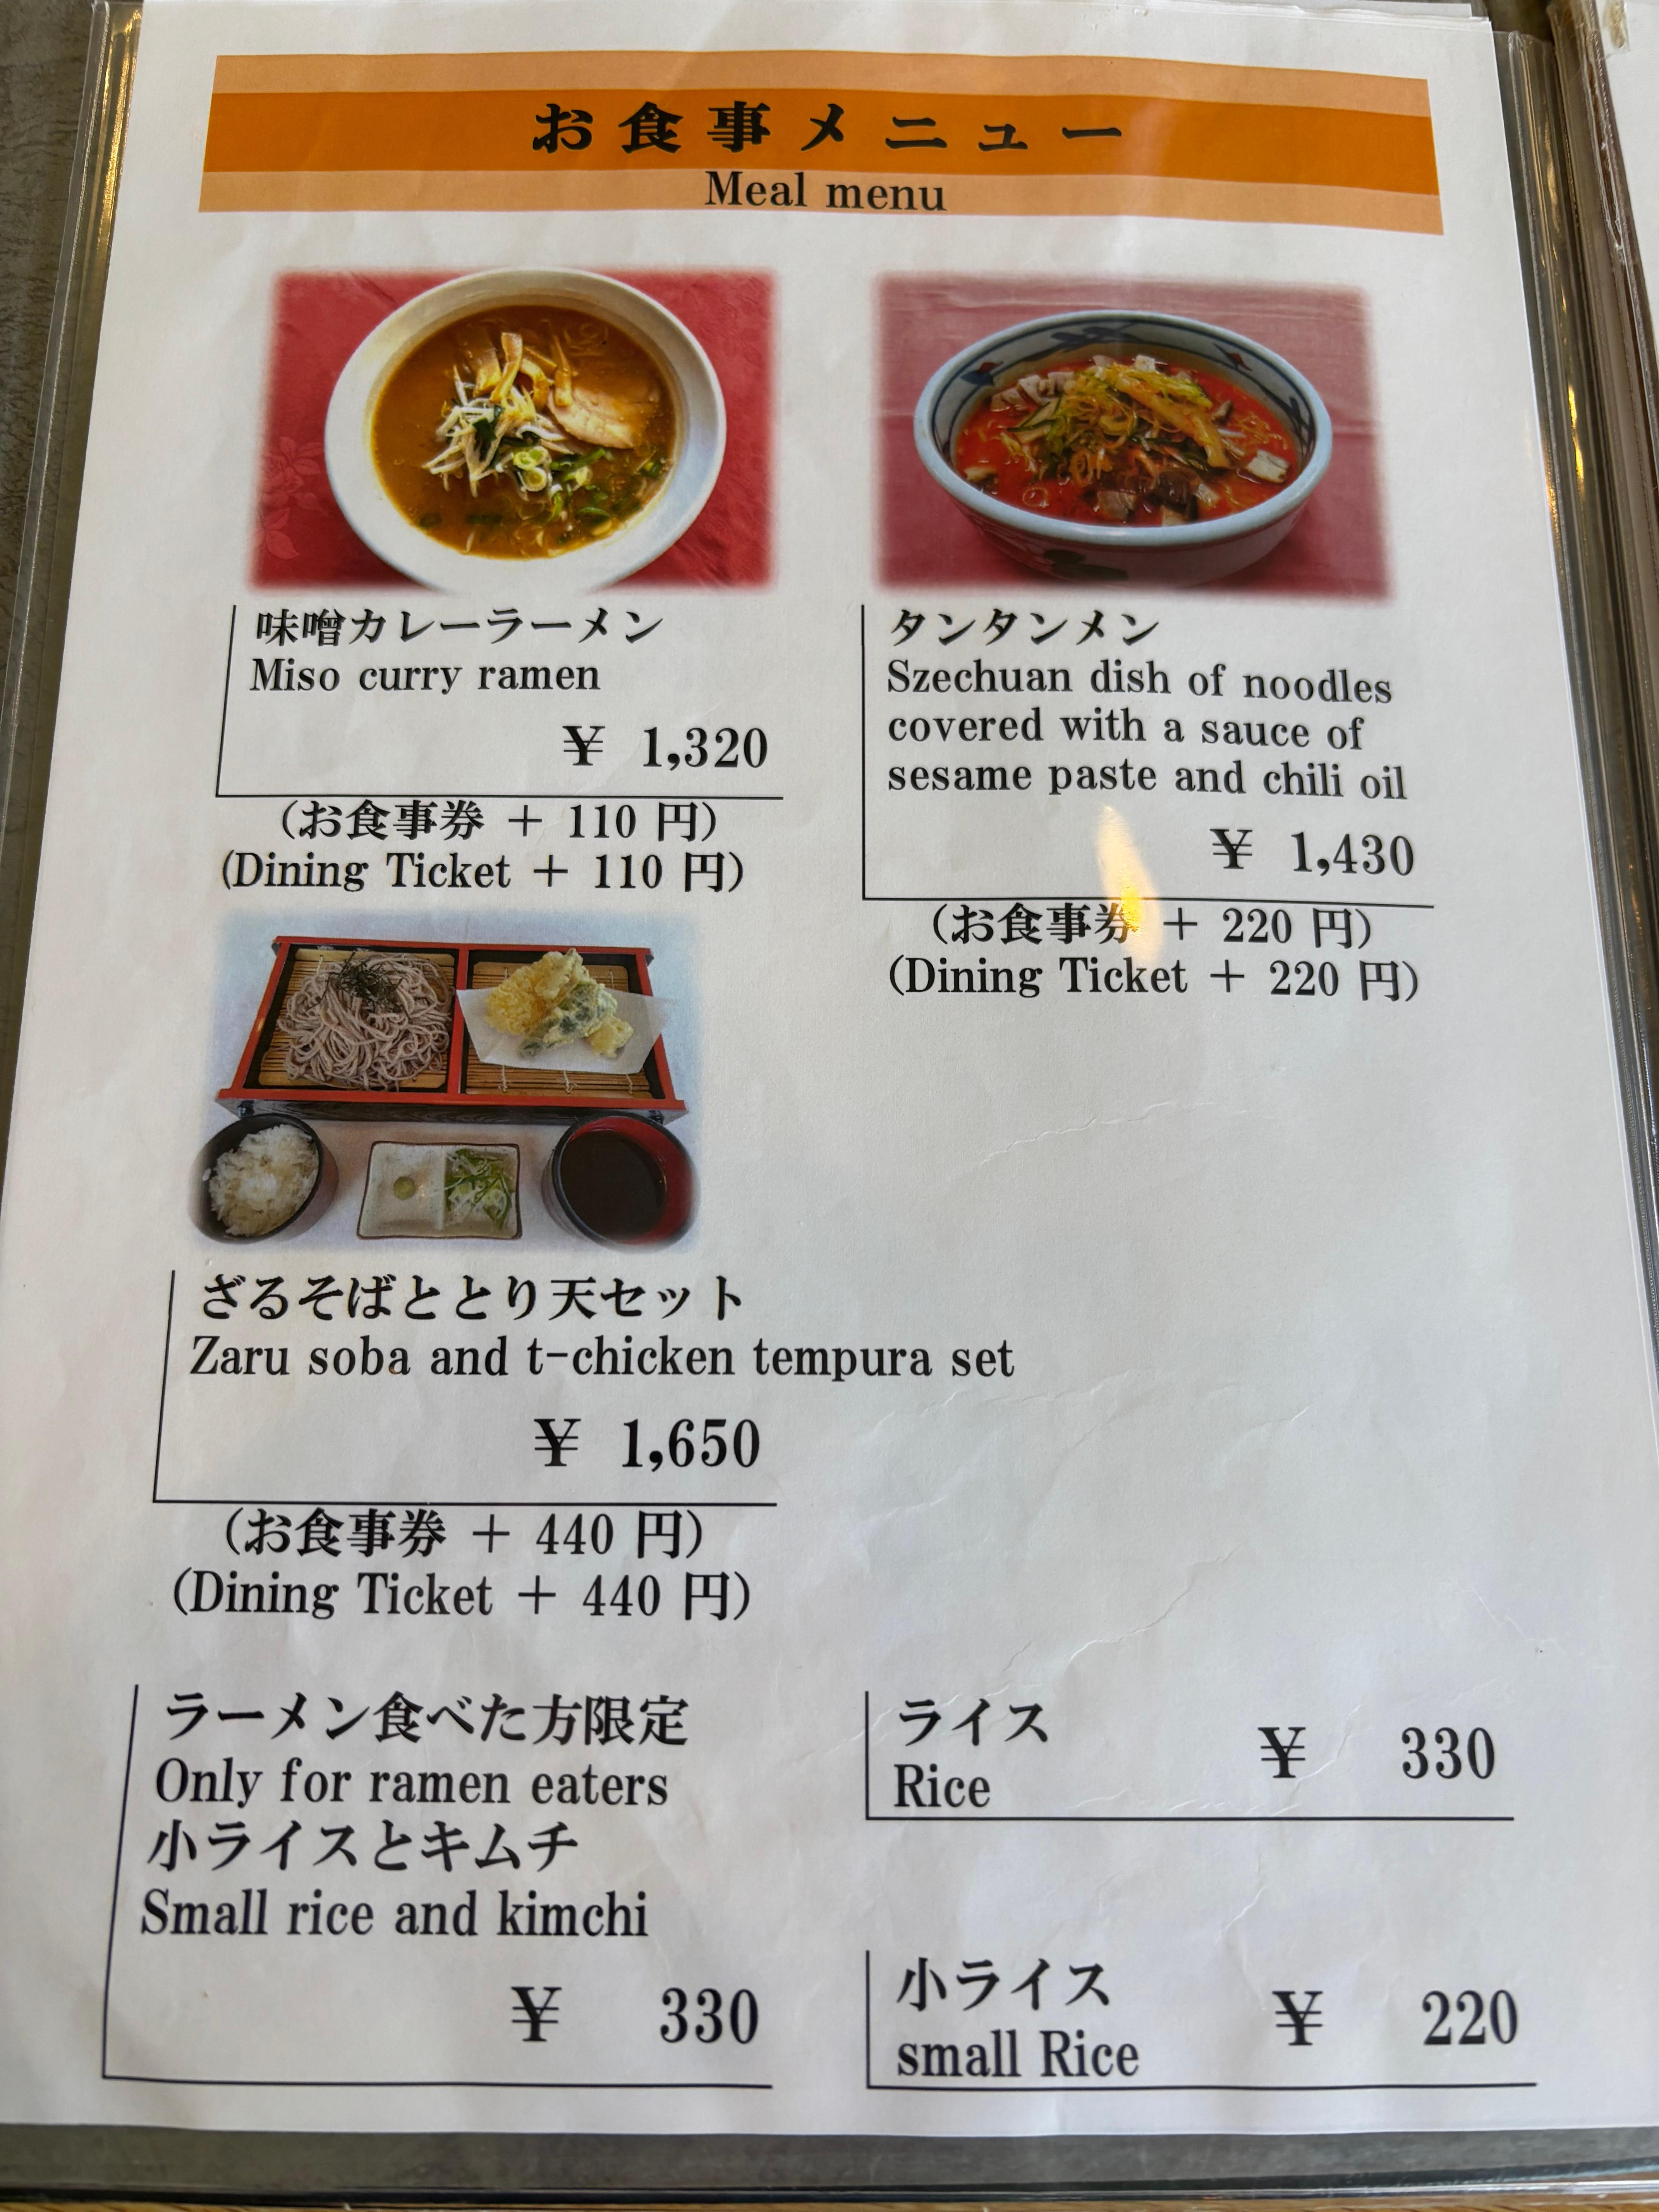 お食事メニュー
Meal menu
味噌カレーラーメン
Miso curry ramen
¥ 1,320
(お食事券 + 110 円)
(Dining Ticket + 110 円)
タンタンメン
Szechuan dish of noodles
covered with a sauce of
sesame paste and chili oil
¥ 1,430
(お食事券 + 220 円)
(Dining Ticket + 220 円)
ざるそばととり天セット
Zaru soba and t-chicken tempura set
¥ 1,650
(お食事券 + 440 円)
(Dining Ticket + 440 円)
ラーメン食べた方限定
Only for ramen eaters
小ライスとキムチ
Small rice and kimchi
¥ 330
ライス
Rice
¥ 330
小ライス
small Rice
¥ 220